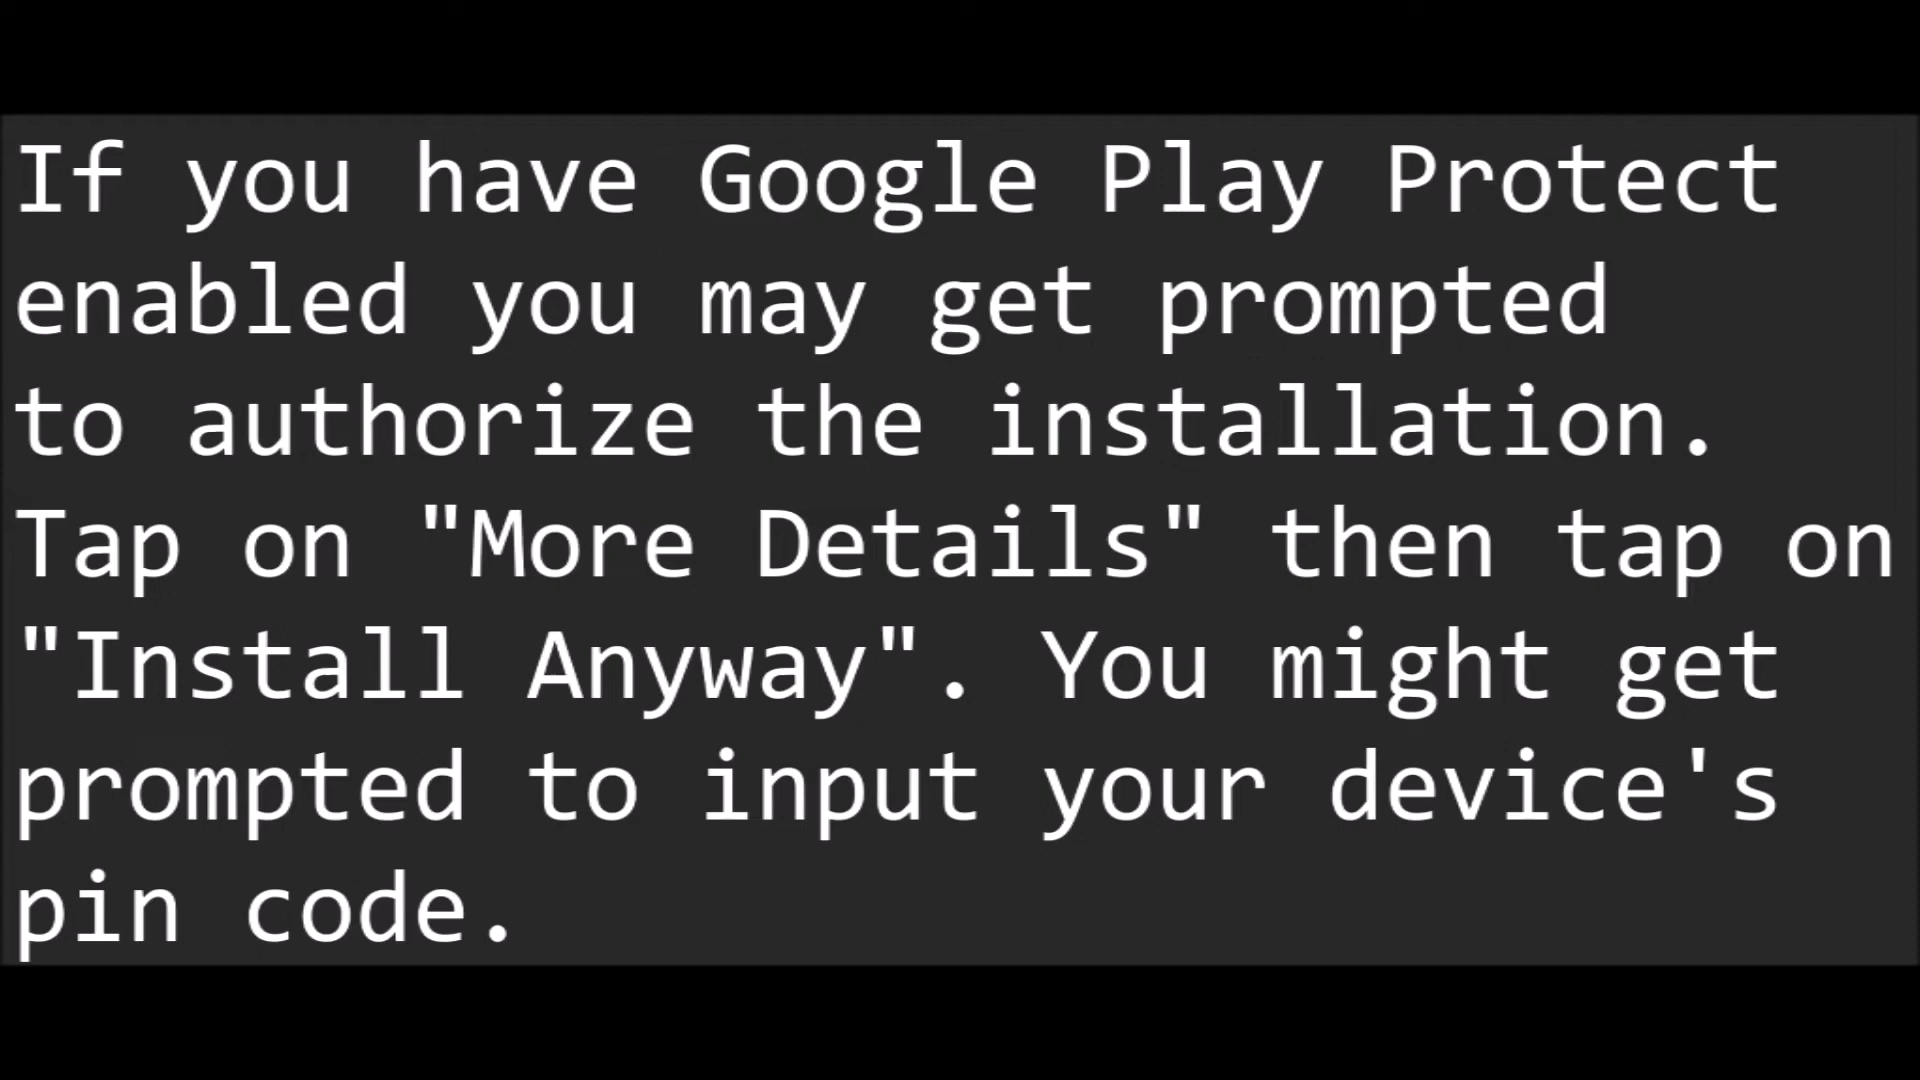 If you have Google Play Protect
enabled you may get prompted
to authorize the installation.
Tap on "More Details" then tap on
"Install Anyway". You might get
prompted to input your device's
pin code.